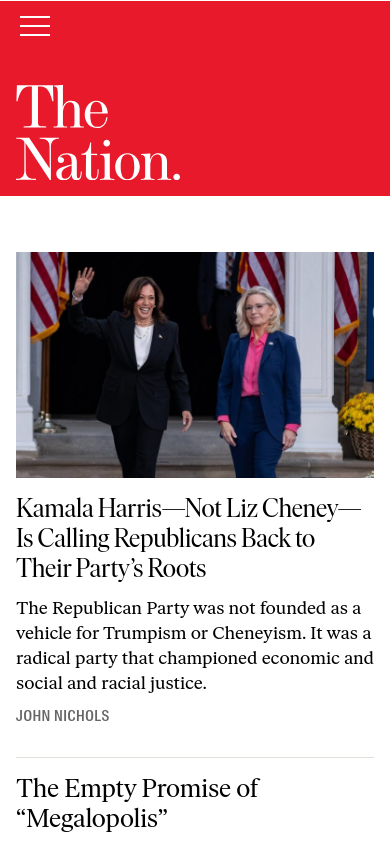 The
Nation.
Kamala Harris—Not Liz Cheney—
Is Calling Republicans Back to
Their Party’s Roots
The Republican Party was not founded as a
vehicle for Trumpism or Cheneyism. It was a
radical party that championed economic and
social and racial justice.
JOHN NICHOLS
The Empty Promise of
“Megalopolis”